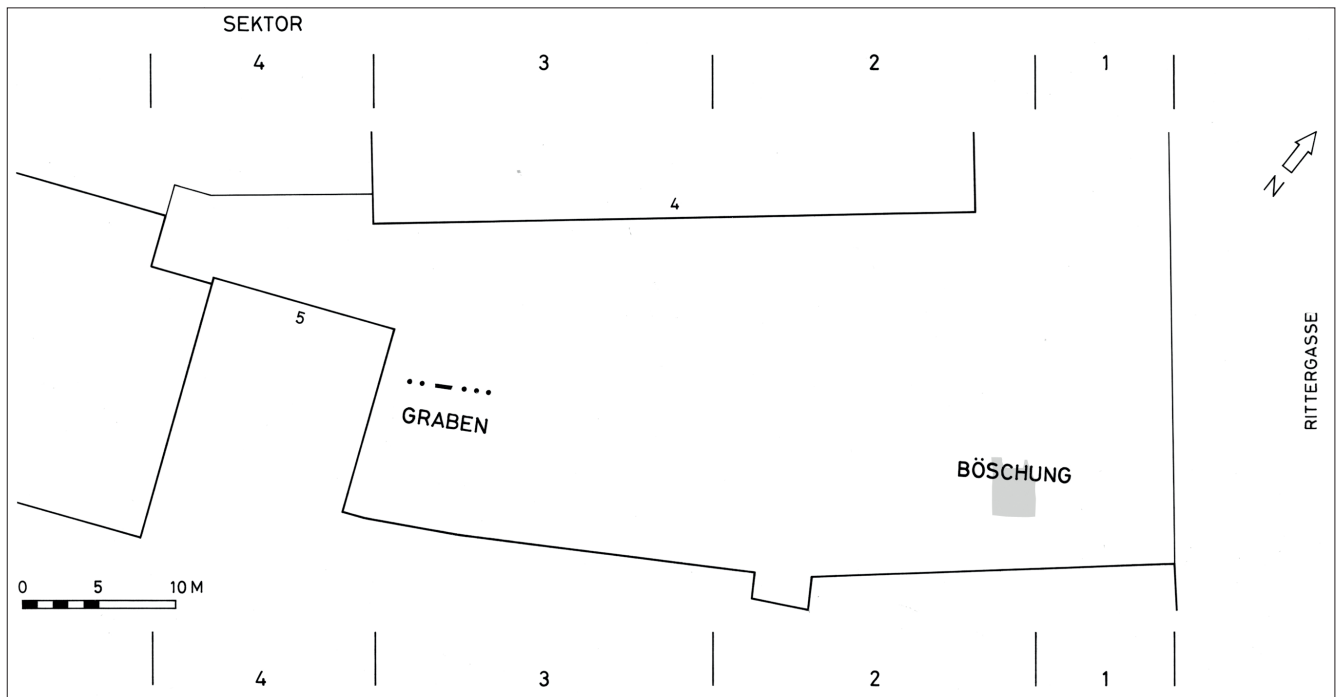 SEKTOR
4 3 2 1
N
4
5
RITTERGASSE
GRABEN
BÖSCHUNG
0 5 10 M
4 3 2 1